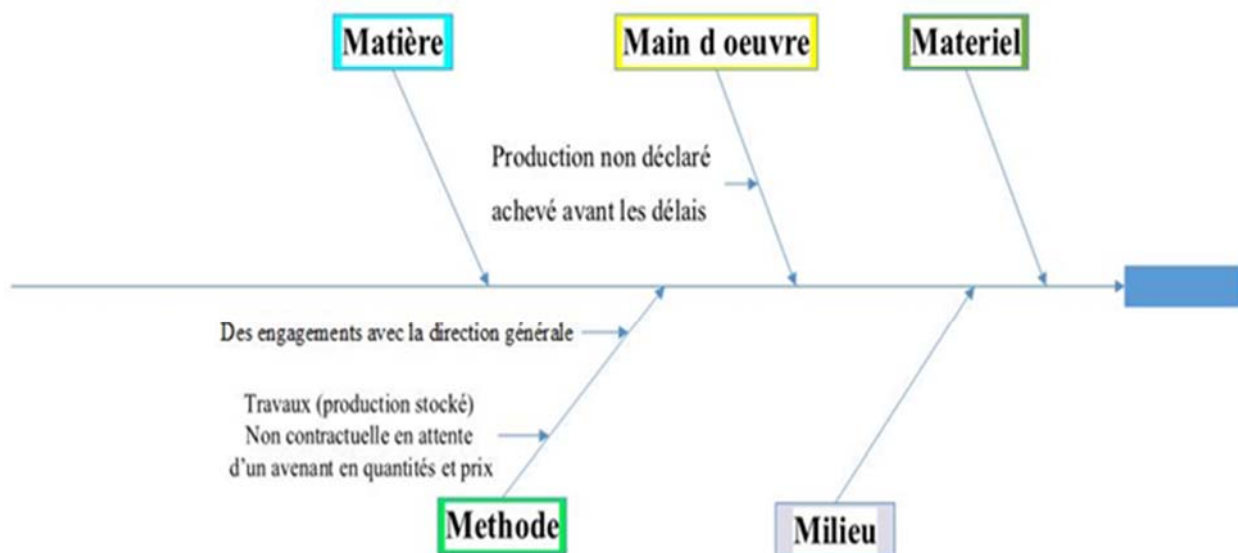 Matière
Main d oeuvre
Materiel
Production non déclaré
achevé avant les délais
Des engagements avec la direction générale
Travaux (production stocké)
Non contractuelle en attente
d'un avenant en quantités et prix
Methode
Milieu